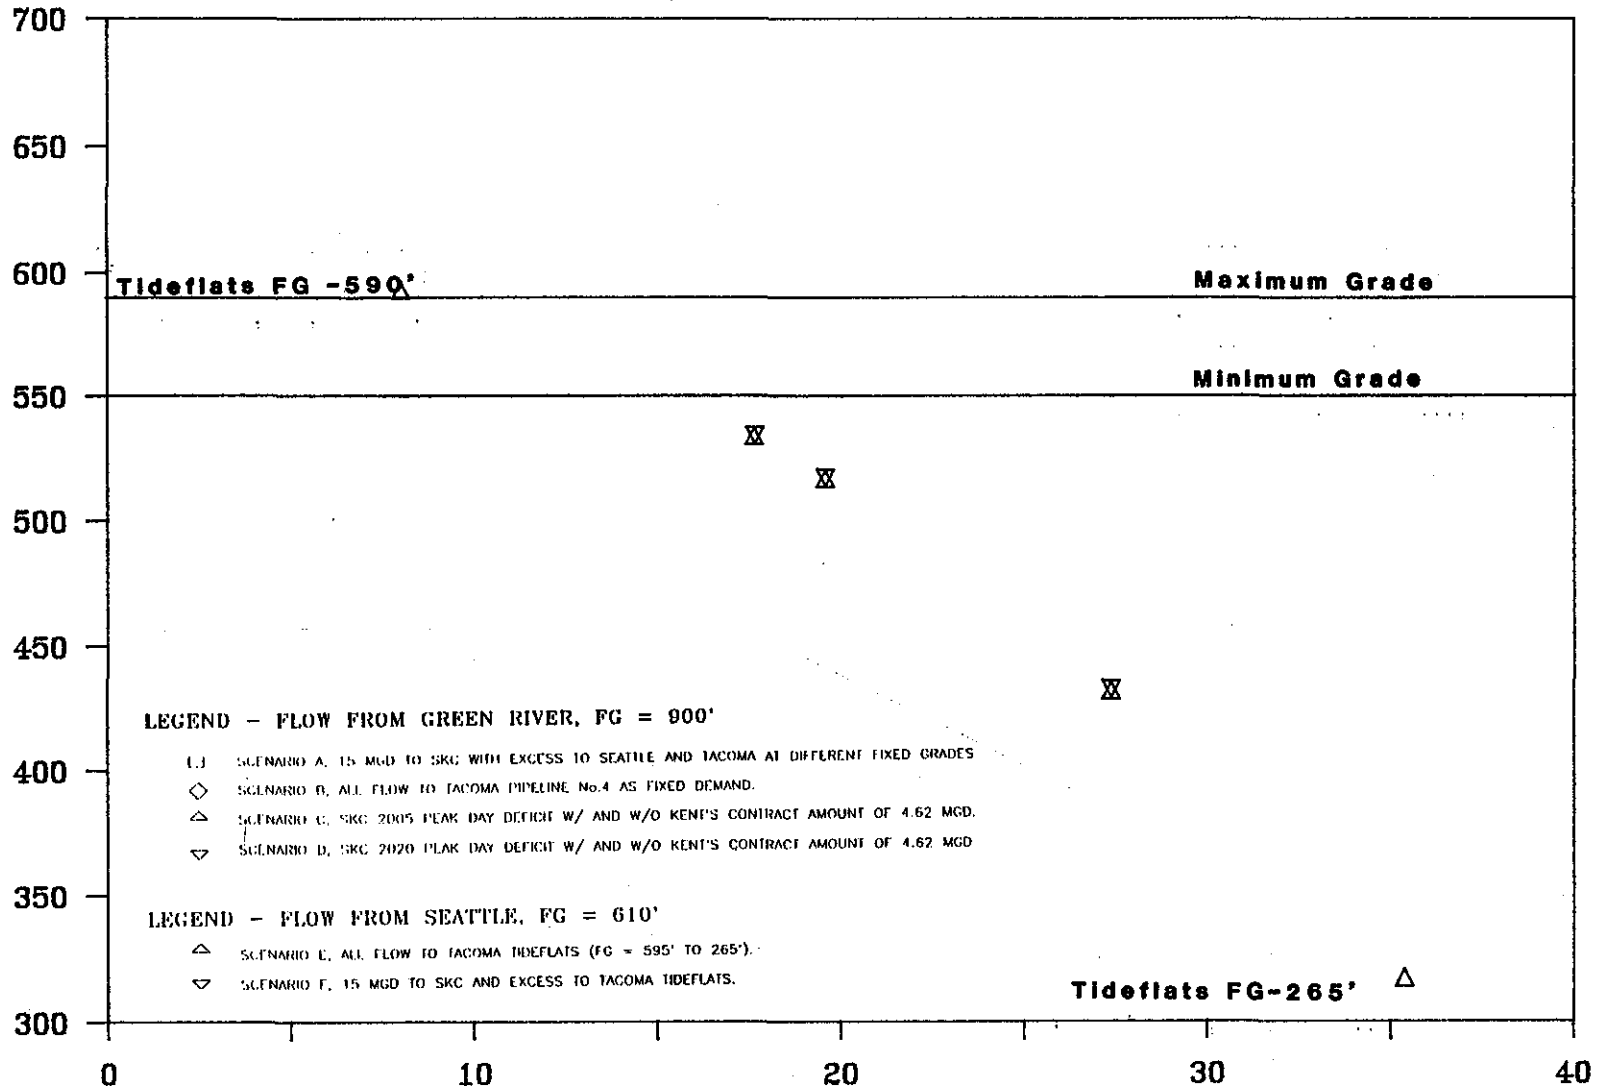 700
650
600
Tideflats FG -590'
Maximum Grade
Minimum Grade
550
500
450
LEGEND - FLOW FROM GREEN RIVER, FG = 900'
SCENARIO A, 15 MGD TO SKC WITH EXCESS TO SEATTLE AND TACOMA AT DIFFERENT FIXED GRADES
400
SCENARIO B, ALL FLOW TO TACOMA PIPELINE No.4 AS FIXED DEMAND.
SCENARIO C, SKC 2005 PEAK DAY DEFICIT W/ AND W/O KENT'S CONTRACT AMOUNT OF 4.62 MGD.
SCENARIO D, SKC 2020 PEAK DAY DEFICIT W/ AND W/O KENT'S CONTRACT AMOUNT OF 4.62 MGD
350
LEGEND - FLOW FROM SEATTLE, FG = 610'
SCENARIO E, ALL FLOW TO TACOMA TIDEFLATS (FG = 595' TO 265').
SCENARIO F, 15 MGD TO SKC AND EXCESS TO TACOMA TIDEFLATS.
Tideflats FG-265'
300
0 10 20 30 40